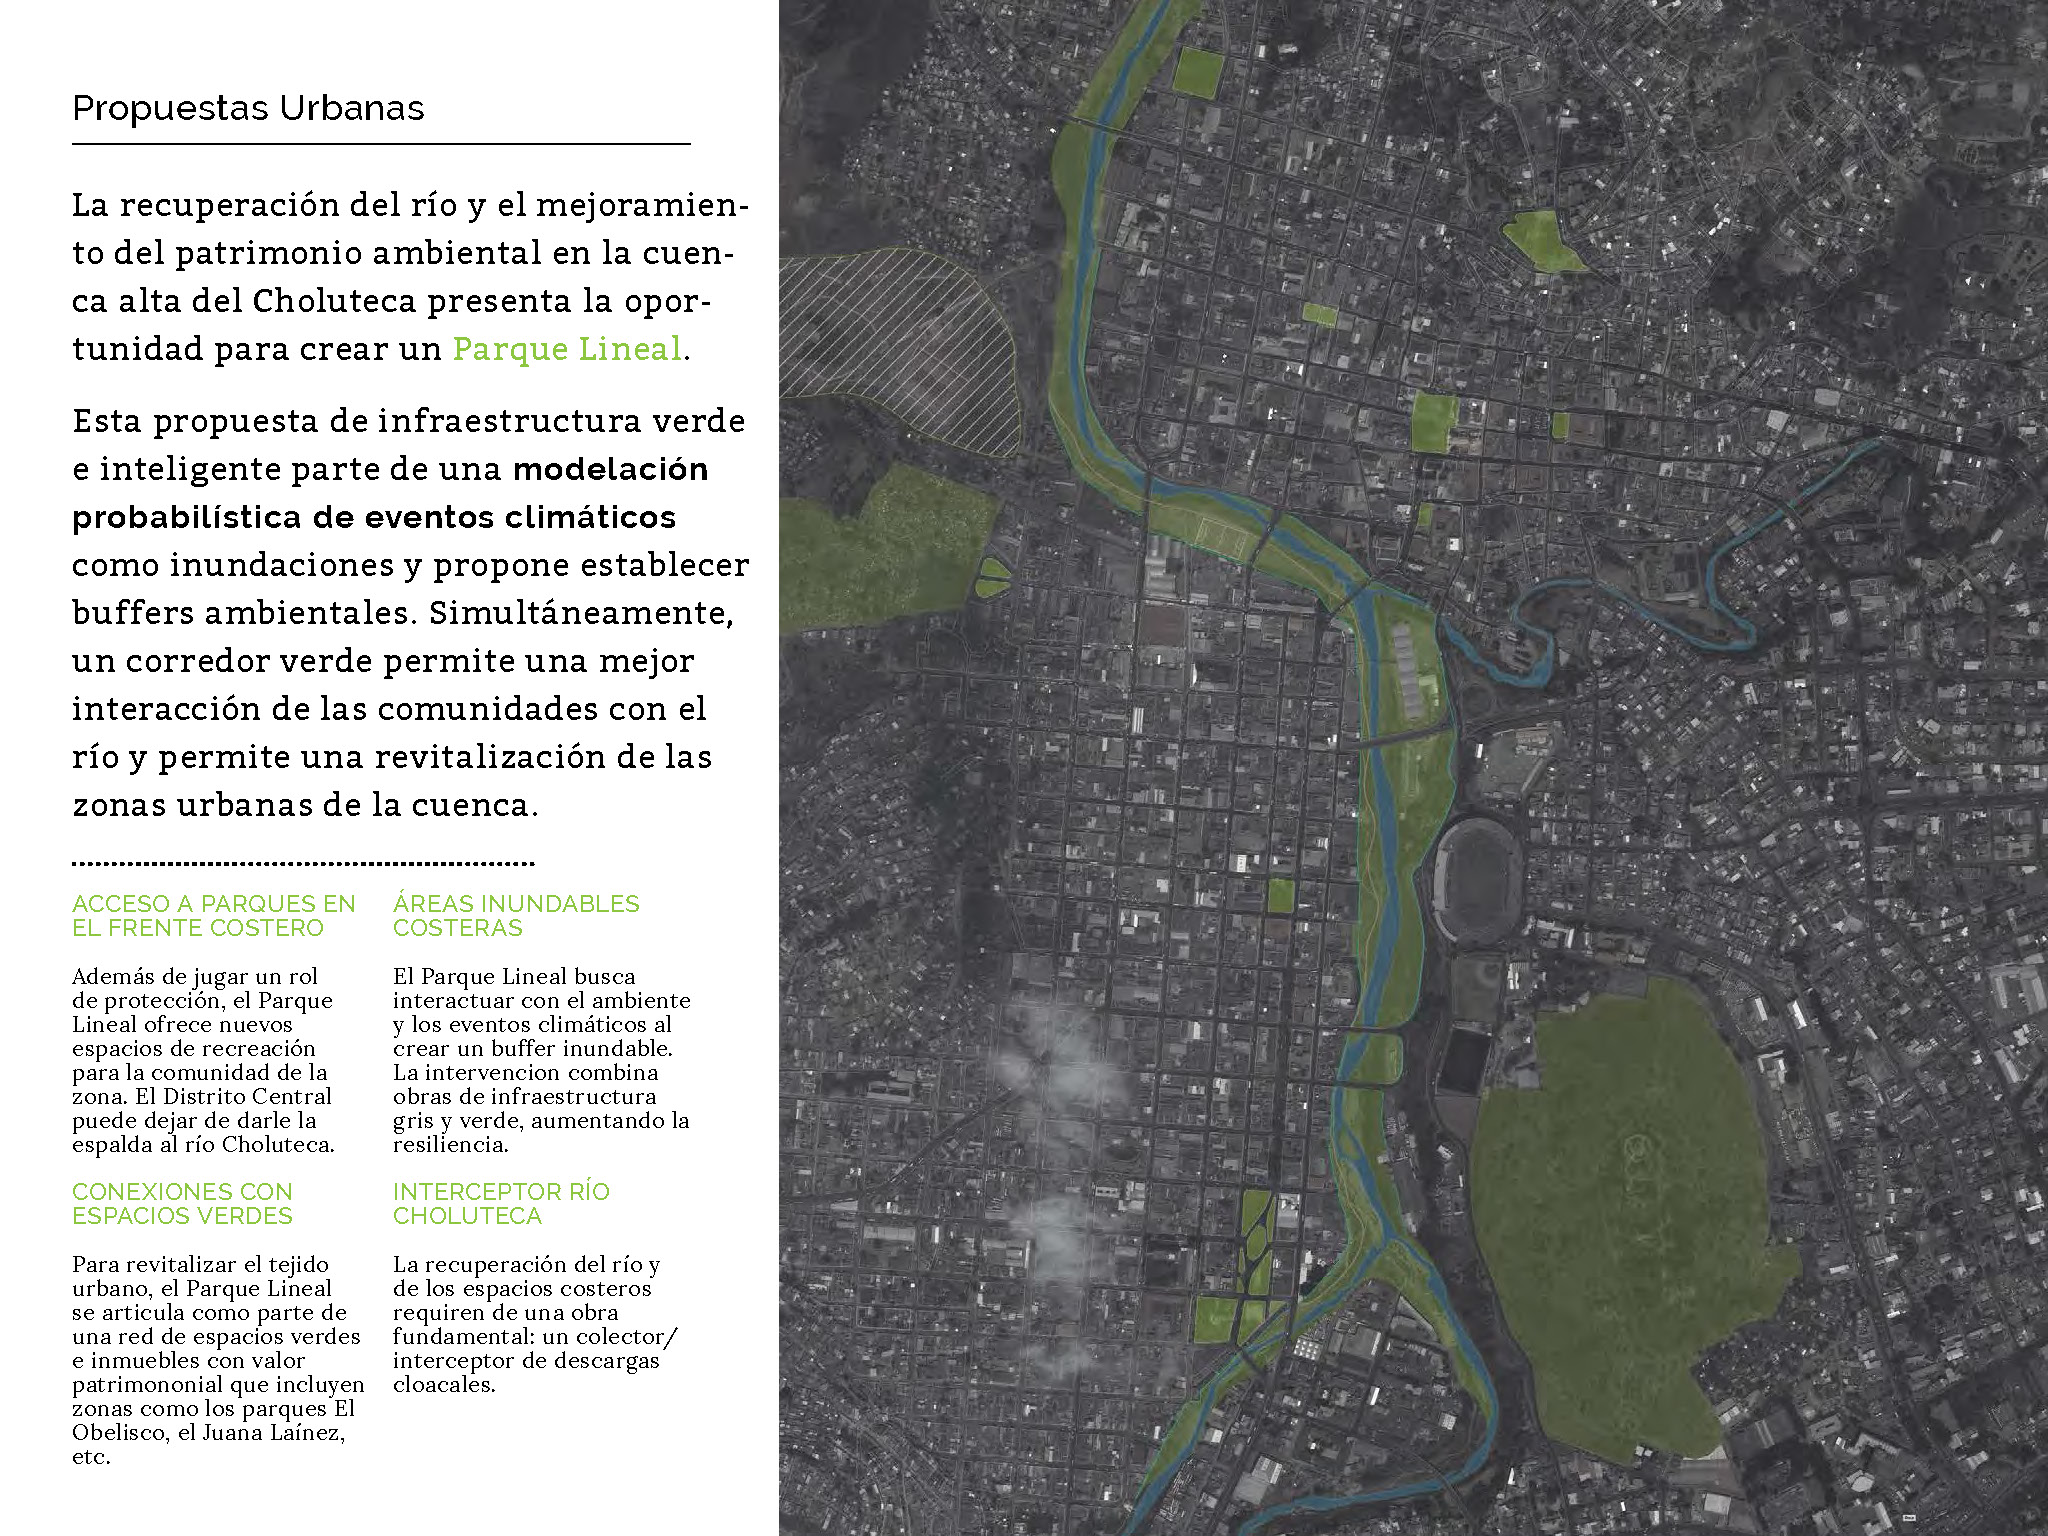 Propuestas Urbanas
La recuperación del río y el mejoramien-
to del patrimonio ambiental en la cuen-
ca alta del Choluteca presenta la opor-
tunidad para crear un Parque Lineal.
Esta propuesta de infraestructura verde
e inteligente parte de una modelación
probabilística de eventos climáticos
como inundaciones y propone establecer
buffers ambientales. Simultáneamente,
un corredor verde permite una mejor
interacción de las comunidades con el
río y permite una revitalización de las
zonas urbanas de la cuenca.
ACCESO A PARQUES EN
EL FRENTE COSTERO
Además de jugar un rol
de protección, el Parque
Lineal ofrece nuevos
espacios de recreación
para la comunidad de la
zona. El Distrito Central
puede dejar de darle la
espalda al río Choluteca.
ÁREAS INUNDABLES
COSTERAS
El Parque Lineal busca
interactuar con el ambiente
y los eventos climáticos al
crear un buffer inundable.
La intervencion combina
obras de infraestructura
gris y verde, aumentando la
resiliencia.
CONEXIONES CON
ESPACIOS VERDES
Para revitalizar el tejido
urbano, el Parque Lineal
se articula como parte de
una red de espacios verdes
e inmuebles con valor
patrimononial que incluyen
zonas como los parques El
Obelisco, el Juana Laínez,
etc.
INTERCEPTOR RÍO
CHOLUTECA
La recuperación del río y
de los espacios costeros
requiren de una obra
fundamental: un colector/
interceptor de descargas
cloacales.